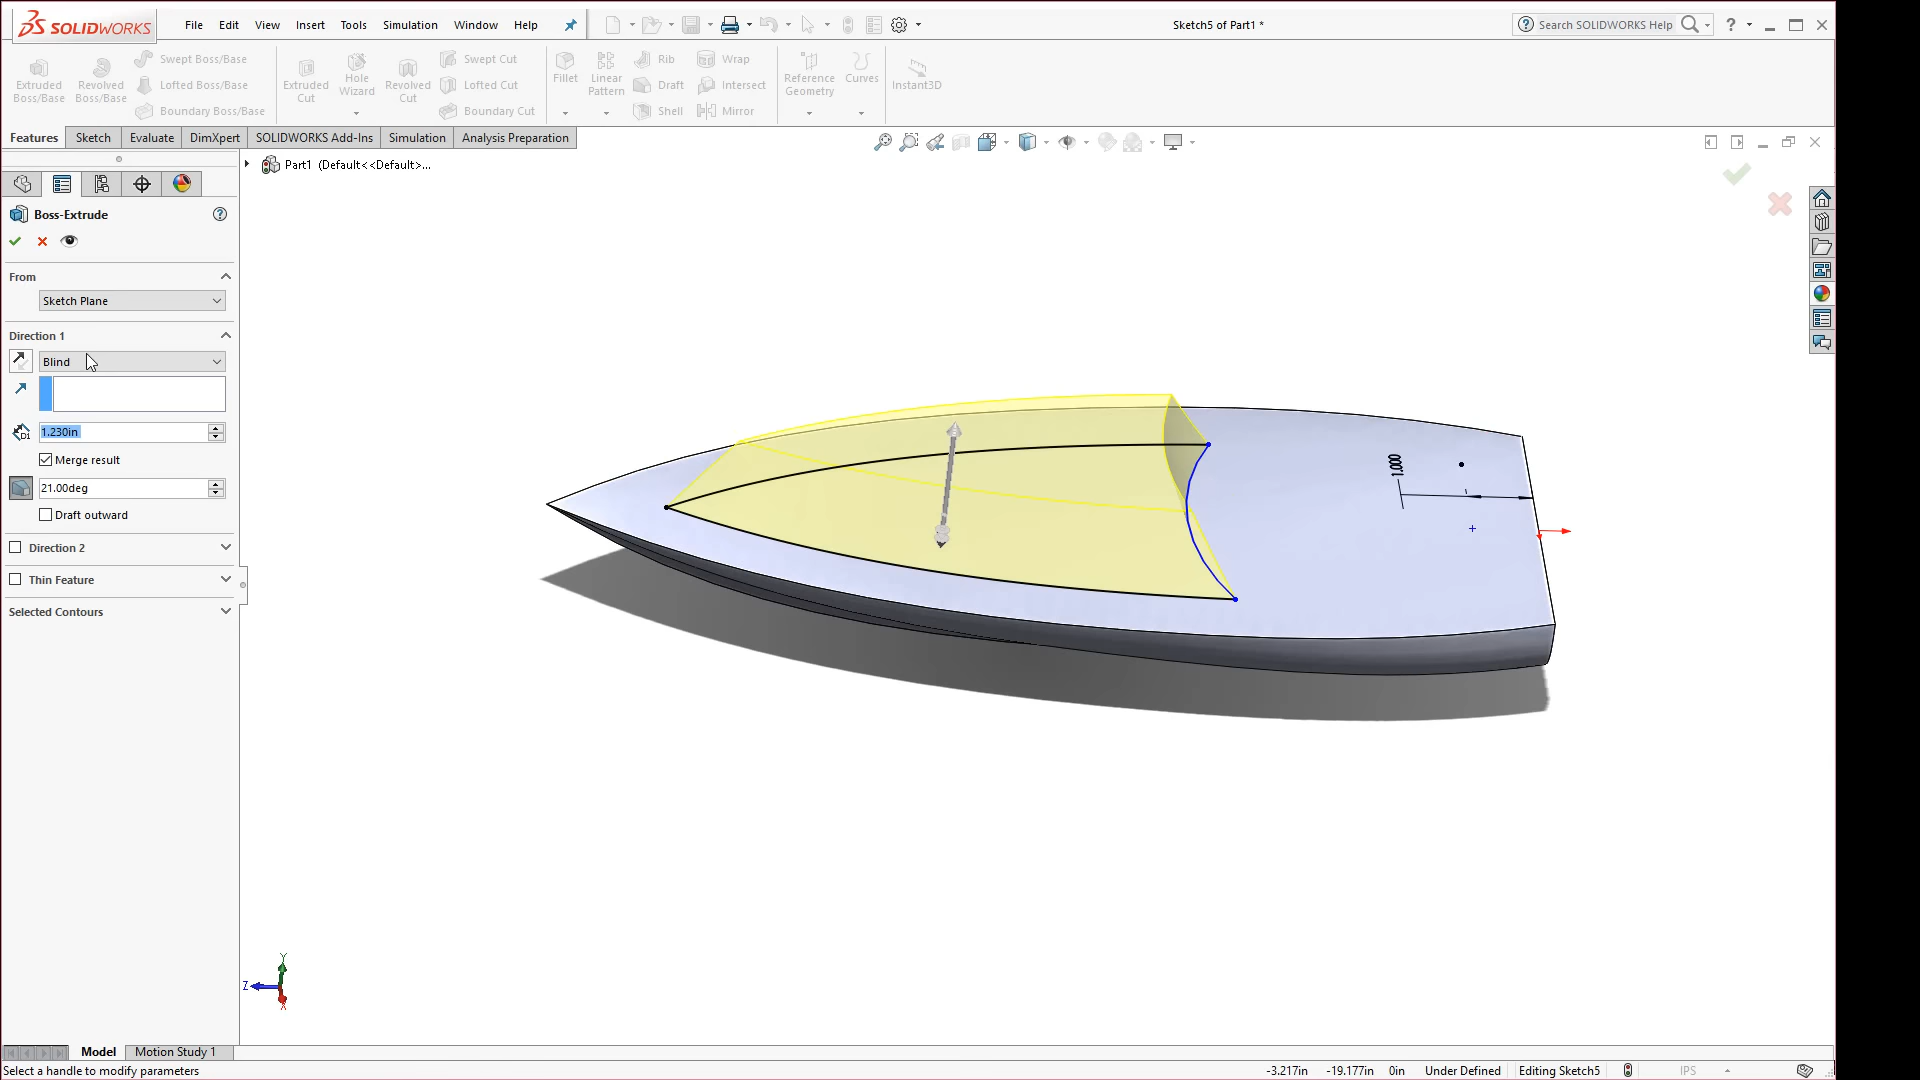 SOLIDWORKS File Edit View Insert Tools Simulation Window Help Sketch5 of Part1 * Search SOLIDWORKS Help ?
Extruded Boss/Base
Revolved Boss/Base
Swept Boss/Base
Lofted Boss/Base
Boundary Boss/Base
Extruded Cut
Hole Wizard
Revolved Cut
Swept Cut
Lofted Cut
Boundary Cut
Fillet
Linear Pattern
Rib
Draft
Shell
Wrap
Intersect
Mirror
Reference Geometry
Curves
Instant3D
Features Sketch Evaluate DimXpert SOLIDWORKS Add-Ins Simulation Analysis Preparation
Part1 (Default<<Default>...
Boss-Extrude
From
Sketch Plane
Direction 1
Blind
D1
1.230in
Merge result
21.00deg
Draft outward
Direction 2
Thin Feature
Selected Contours
1.000
Y
Z
X
Model Motion Study 1
Select a handle to modify parameters -3.217in -19.177in 0in Under Defined Editing Sketch5 IPS